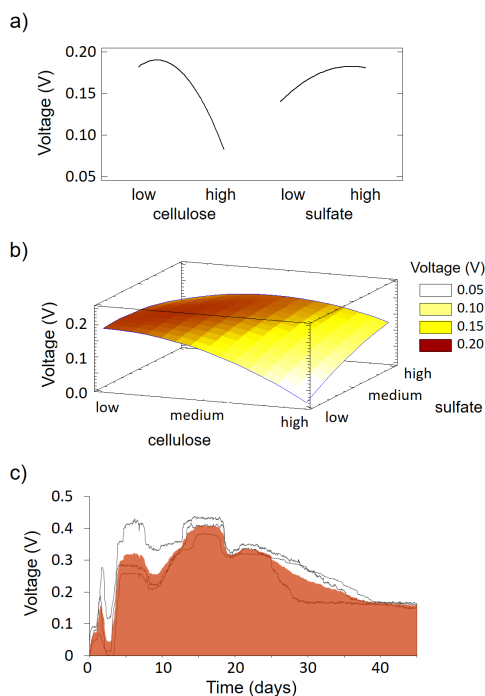 a)
0.20
0.15
0.10
0.05
Voltage (V)
low high low high
cellulose sulfate
b)
Voltage (V)
0.05
0.10
0.15
0.20
Voltage (V)
0.2
0.1
0.0
low medium high
cellulose
low medium high
sulfate
c)
Voltage (V)
0.5
0.4
0.3
0.2
0.1
0
0 10 20 30 40
Time (days)